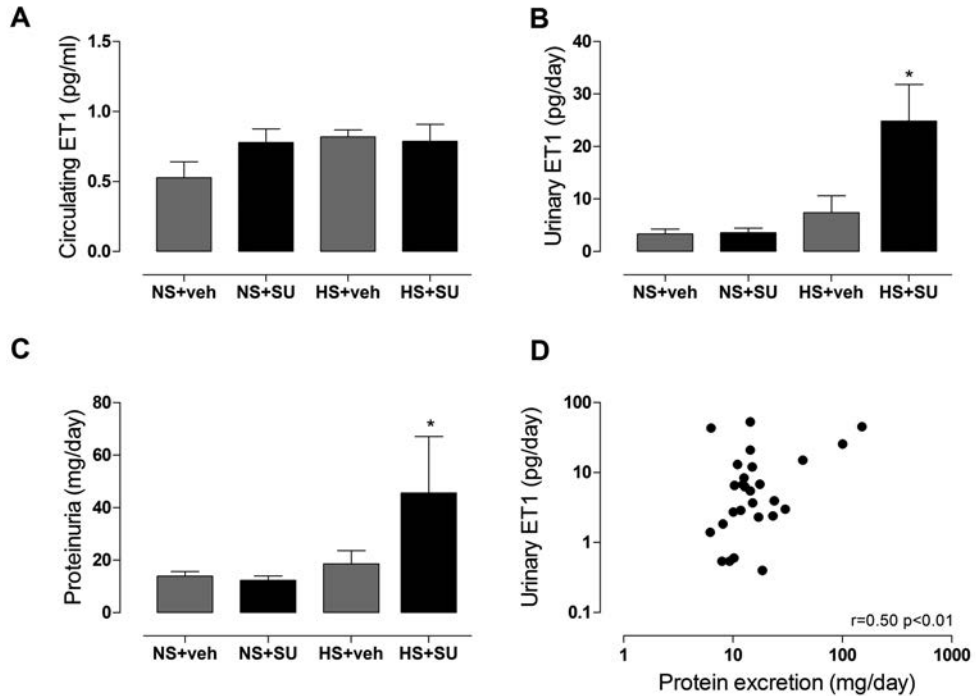 A
Circulating ET1 (pg/ml)
1.5
1.0
0.5
0.0
NS+veh NS+SU HS+veh HS+SU
B
Urinary ET1 (pg/day)
40
30
20
10
0
*
NS+veh NS+SU HS+veh HS+SU
C
Proteinuria (mg/day)
80
60
40
20
0
*
NS+veh NS+SU HS+veh HS+SU
D
Urinary ET1 (pg/day)
100
10
1
0.1
r=0.50 p<0.01
1 10 100 1000
Protein excretion (mg/day)